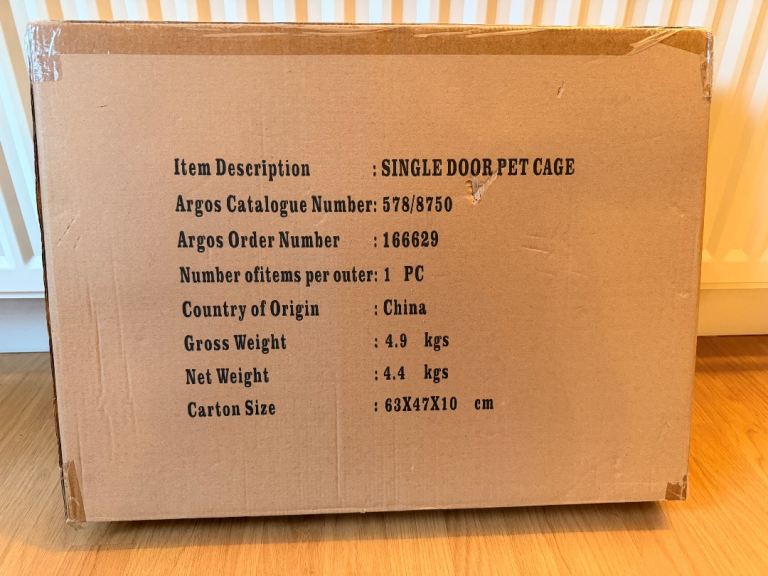 Item Description : SINGLE DOOR PET CAGE
Argos Catalogue Number: 578/8750
Argos Order Number : 166629
Number ofitems per outer: 1 PC
Country of Origin : China
Gross Weight : 4.9 kgs
Net Weight : 4.4 kgs
Carton Size : 63X47X10 cm